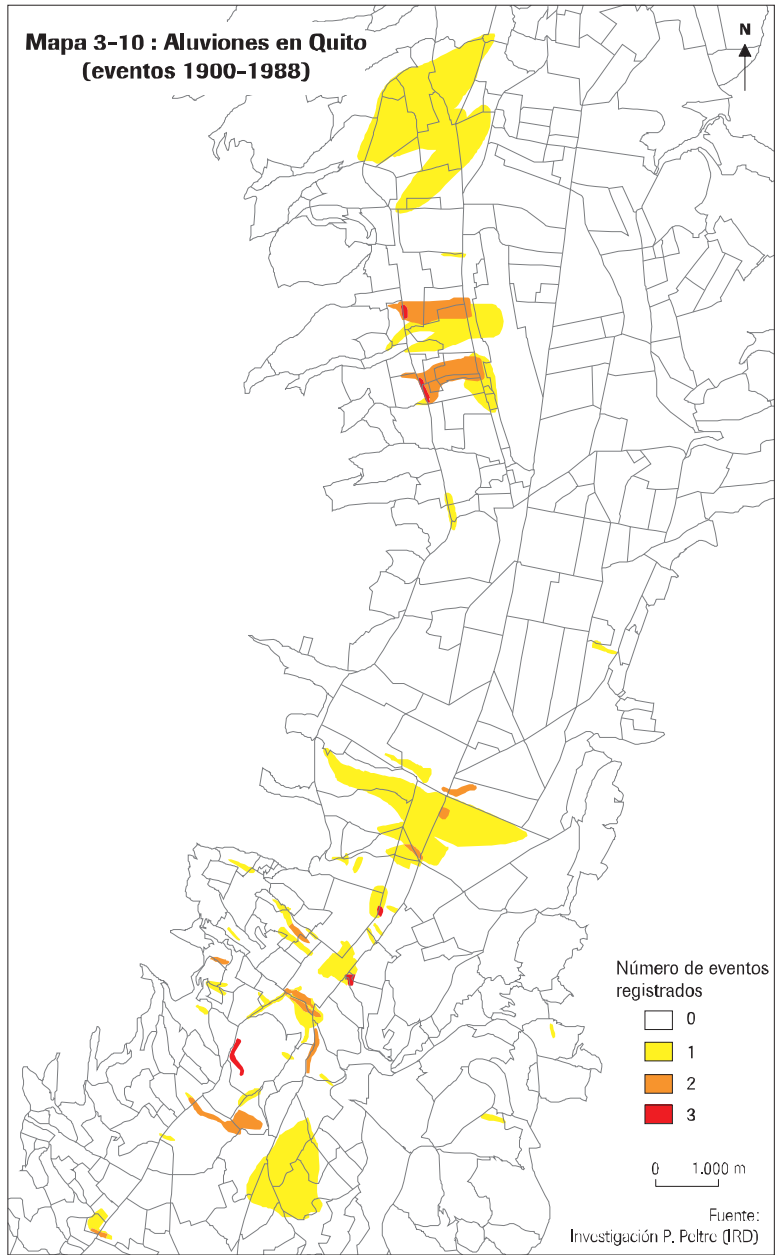 Mapa 3-10 : Aluviones en Quito
(eventos 1900-1988)
N
Número de eventos
registrados
0
1
2
3
0 1.000 m
Fuente:
Investigación P. Peltre (IRD)